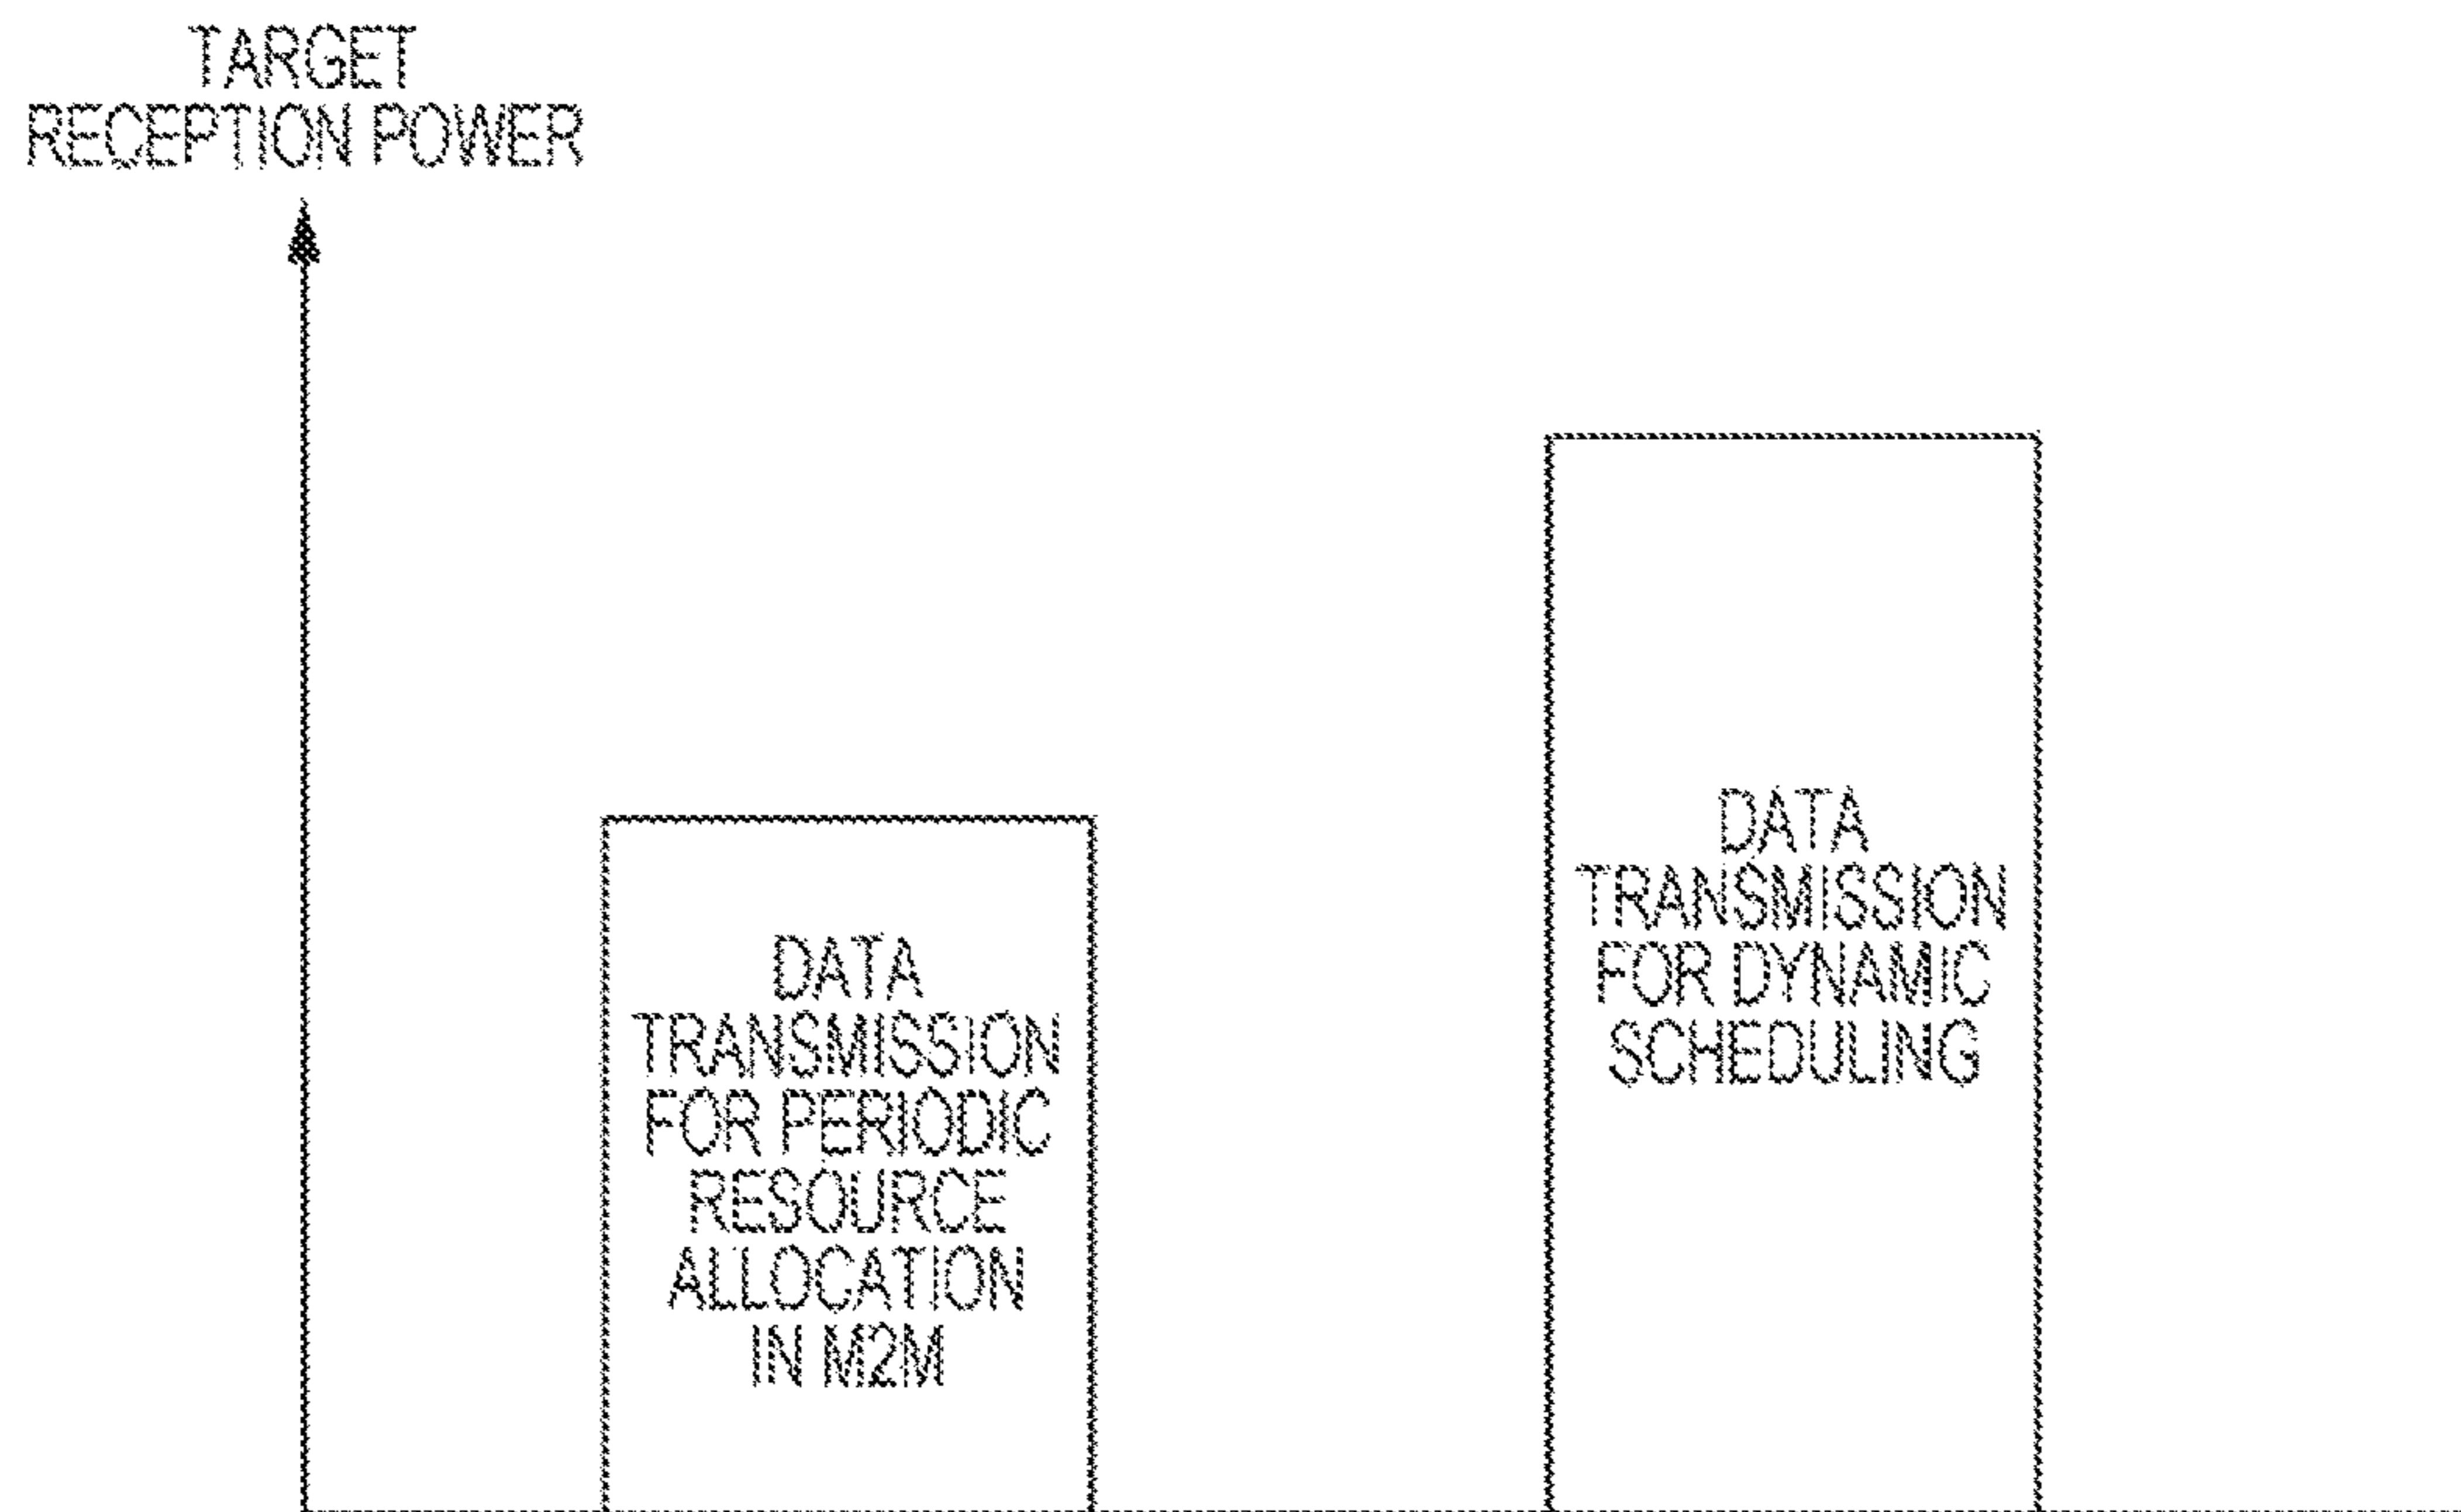 TARGET
RECEPTION POWER
DATA
TRANSMISSION
FOR PERIODIC
RESOURCE
ALLOCATION
IN M2M
DATA
TRANSMISSION
FOR DYNAMIC
SCHEDULING